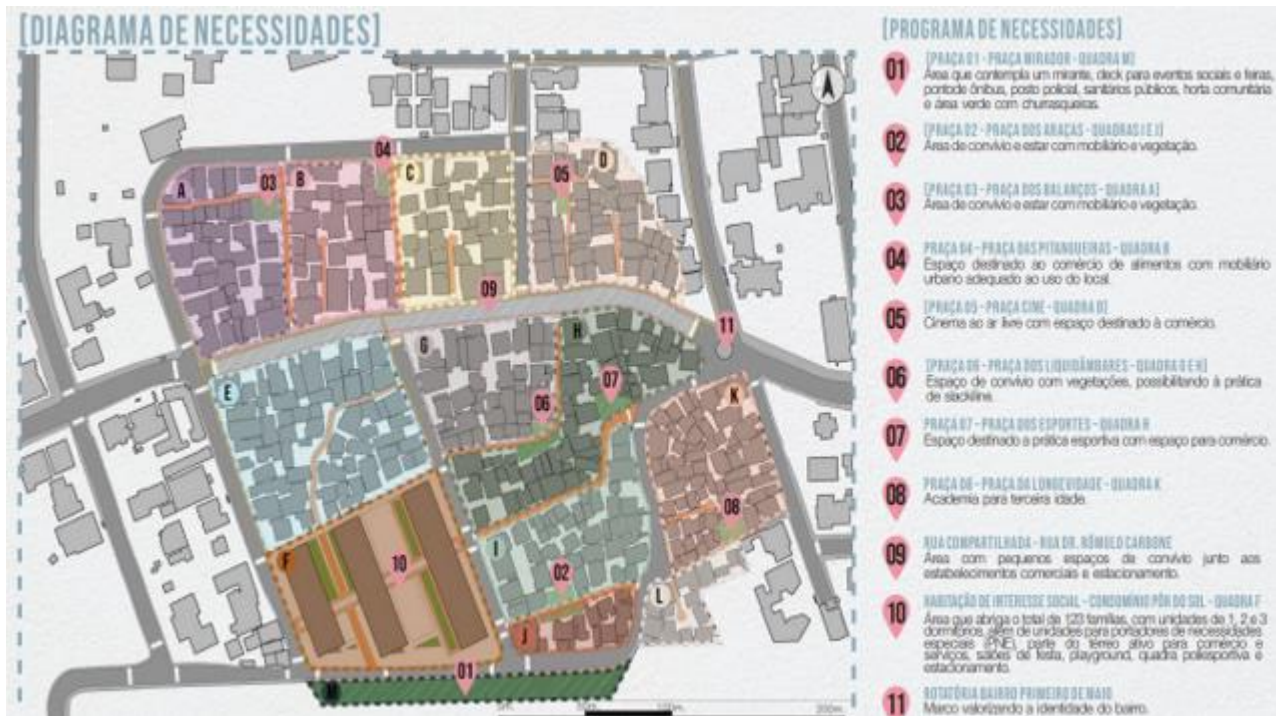 [DIAGRAMA DE NECESSIDADES]
04
A
03
B
C
05
D
09
11
E
G
H
06
07
K
F
10
I
02
08
L
J
01
M
100m.
200m.
[PROGRAMA DE NECESSIDADES]
01
[PRAÇA 01 - PRAÇA MIRADOR - QUADRA M]
Área que contempla um mirante, deck para eventos sociais e feiras,
pontode ônibus, posto policial, sanitários públicos, horta comunitária
e área verde com churrasqueiras.
02
[PRAÇA 02 - PRAÇA DOS ARAÇAS - QUADRAS I E J]
Área de convívio e estar com mobiliário e vegetação.
03
[PRAÇA 03 - PRAÇA DOS BALANÇOS - QUADRA A]
Área de convívio e estar com mobiliário e vegetação.
04
PRAÇA 04 - PRAÇA DAS PITANGUEIRAS - QUADRA B
Espaço destinado ao comércio de alimentos com mobiliário
urbano adequado ao uso do local.
05
[PRAÇA 05 - PRAÇA CINE - QUADRA D]
Cinema ao ar livre com espaço destinado à comércio.
06
[PRAÇA 06 - PRAÇA DOS LIQUIDÂMBARES - QUADRA G E H]
Espaço de convívio com vegetações, possibilitando à prática
de slackline.
07
PRAÇA 07 - PRAÇA DOS ESPORTES - QUADRA H
Espaço destinado a prática esportiva com espaço para comércio.
08
PRAÇA 08 - PRAÇA DA LONGEVIDADE - QUADRA K
Academia para terceira idade.
09
RUA COMPARTILHADA - RUA DR. RÔMULO CARBONE
Área com pequenos espaços de convívio junto aos
estabelecimentos comerciais e estacionamento.
10
HABITAÇÃO DE INTERESSE SOCIAL - CONDOMÍNIO PÔR DO SOL - QUADRA F
Área que abriga o total de 123 famílias, com unidades de 1, 2 e 3
dormitórios, além de unidades para portadores de necessidades
especiais (PNE), parte do térreo ativo para comércio e
serviços, salões de festa, playground, quadra poliesportiva e
estacionamento.
11
ROTATÓRIA BAIRRO PRIMEIRO DE MAIO
Marco valorizando a identidade do bairro.